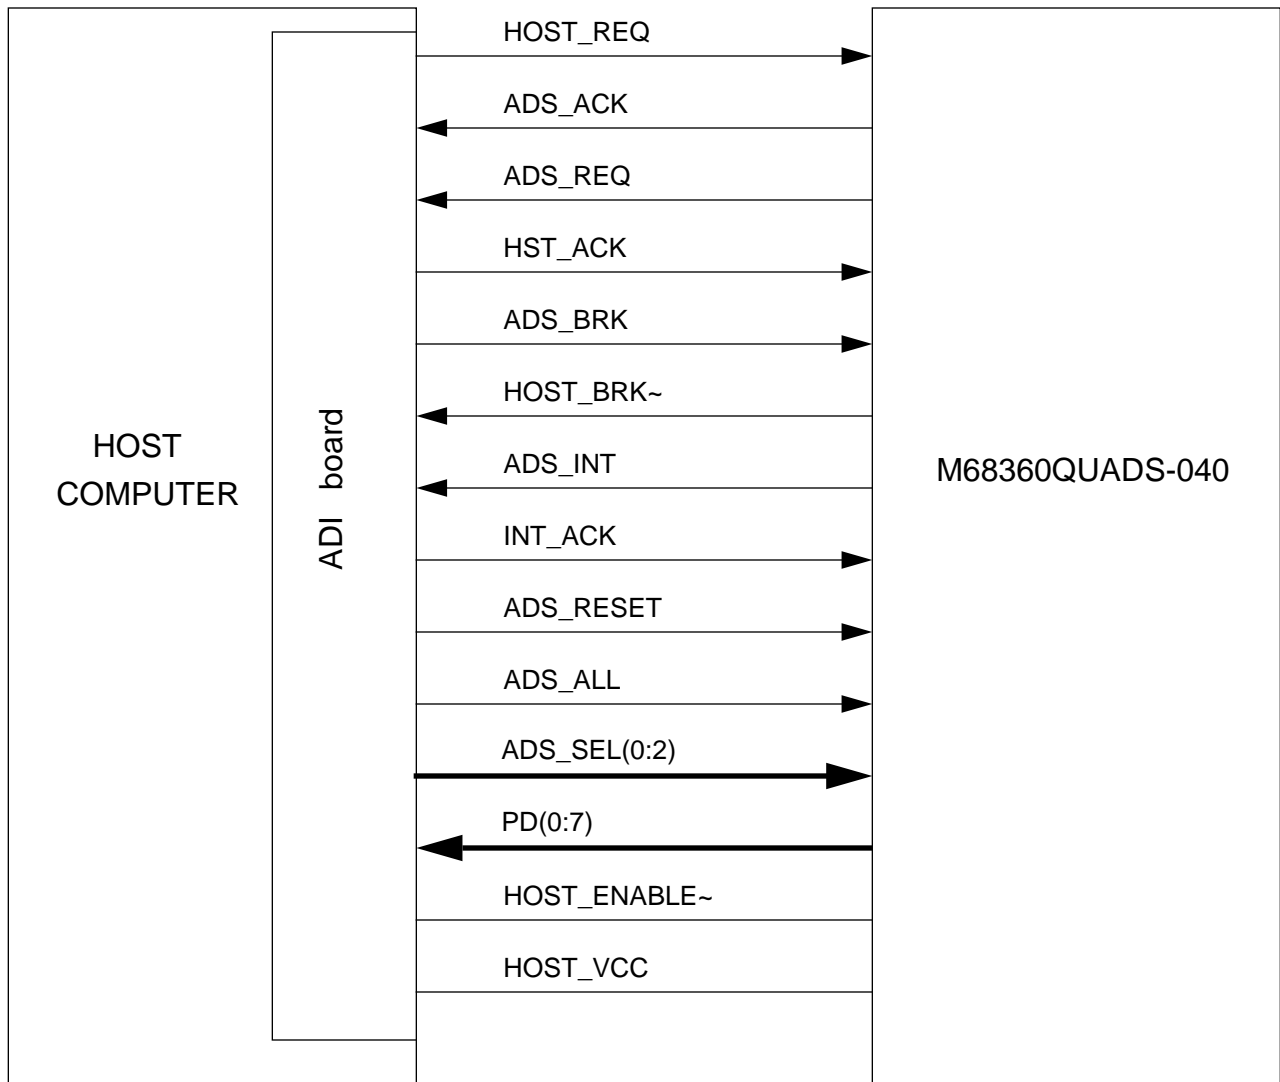 HOST_REQ
ADS_ACK
ADS_REQ
HST_ACK
ADS_BRK
HOST_BRK~
ADS_INT
INT_ACK
ADS_RESET
ADS_ALL
ADS_SEL(0:2)
PD(0:7)
HOST_ENABLE~
HOST_VCC
HOST
COMPUTER
ADI board
M68360QUADS-040